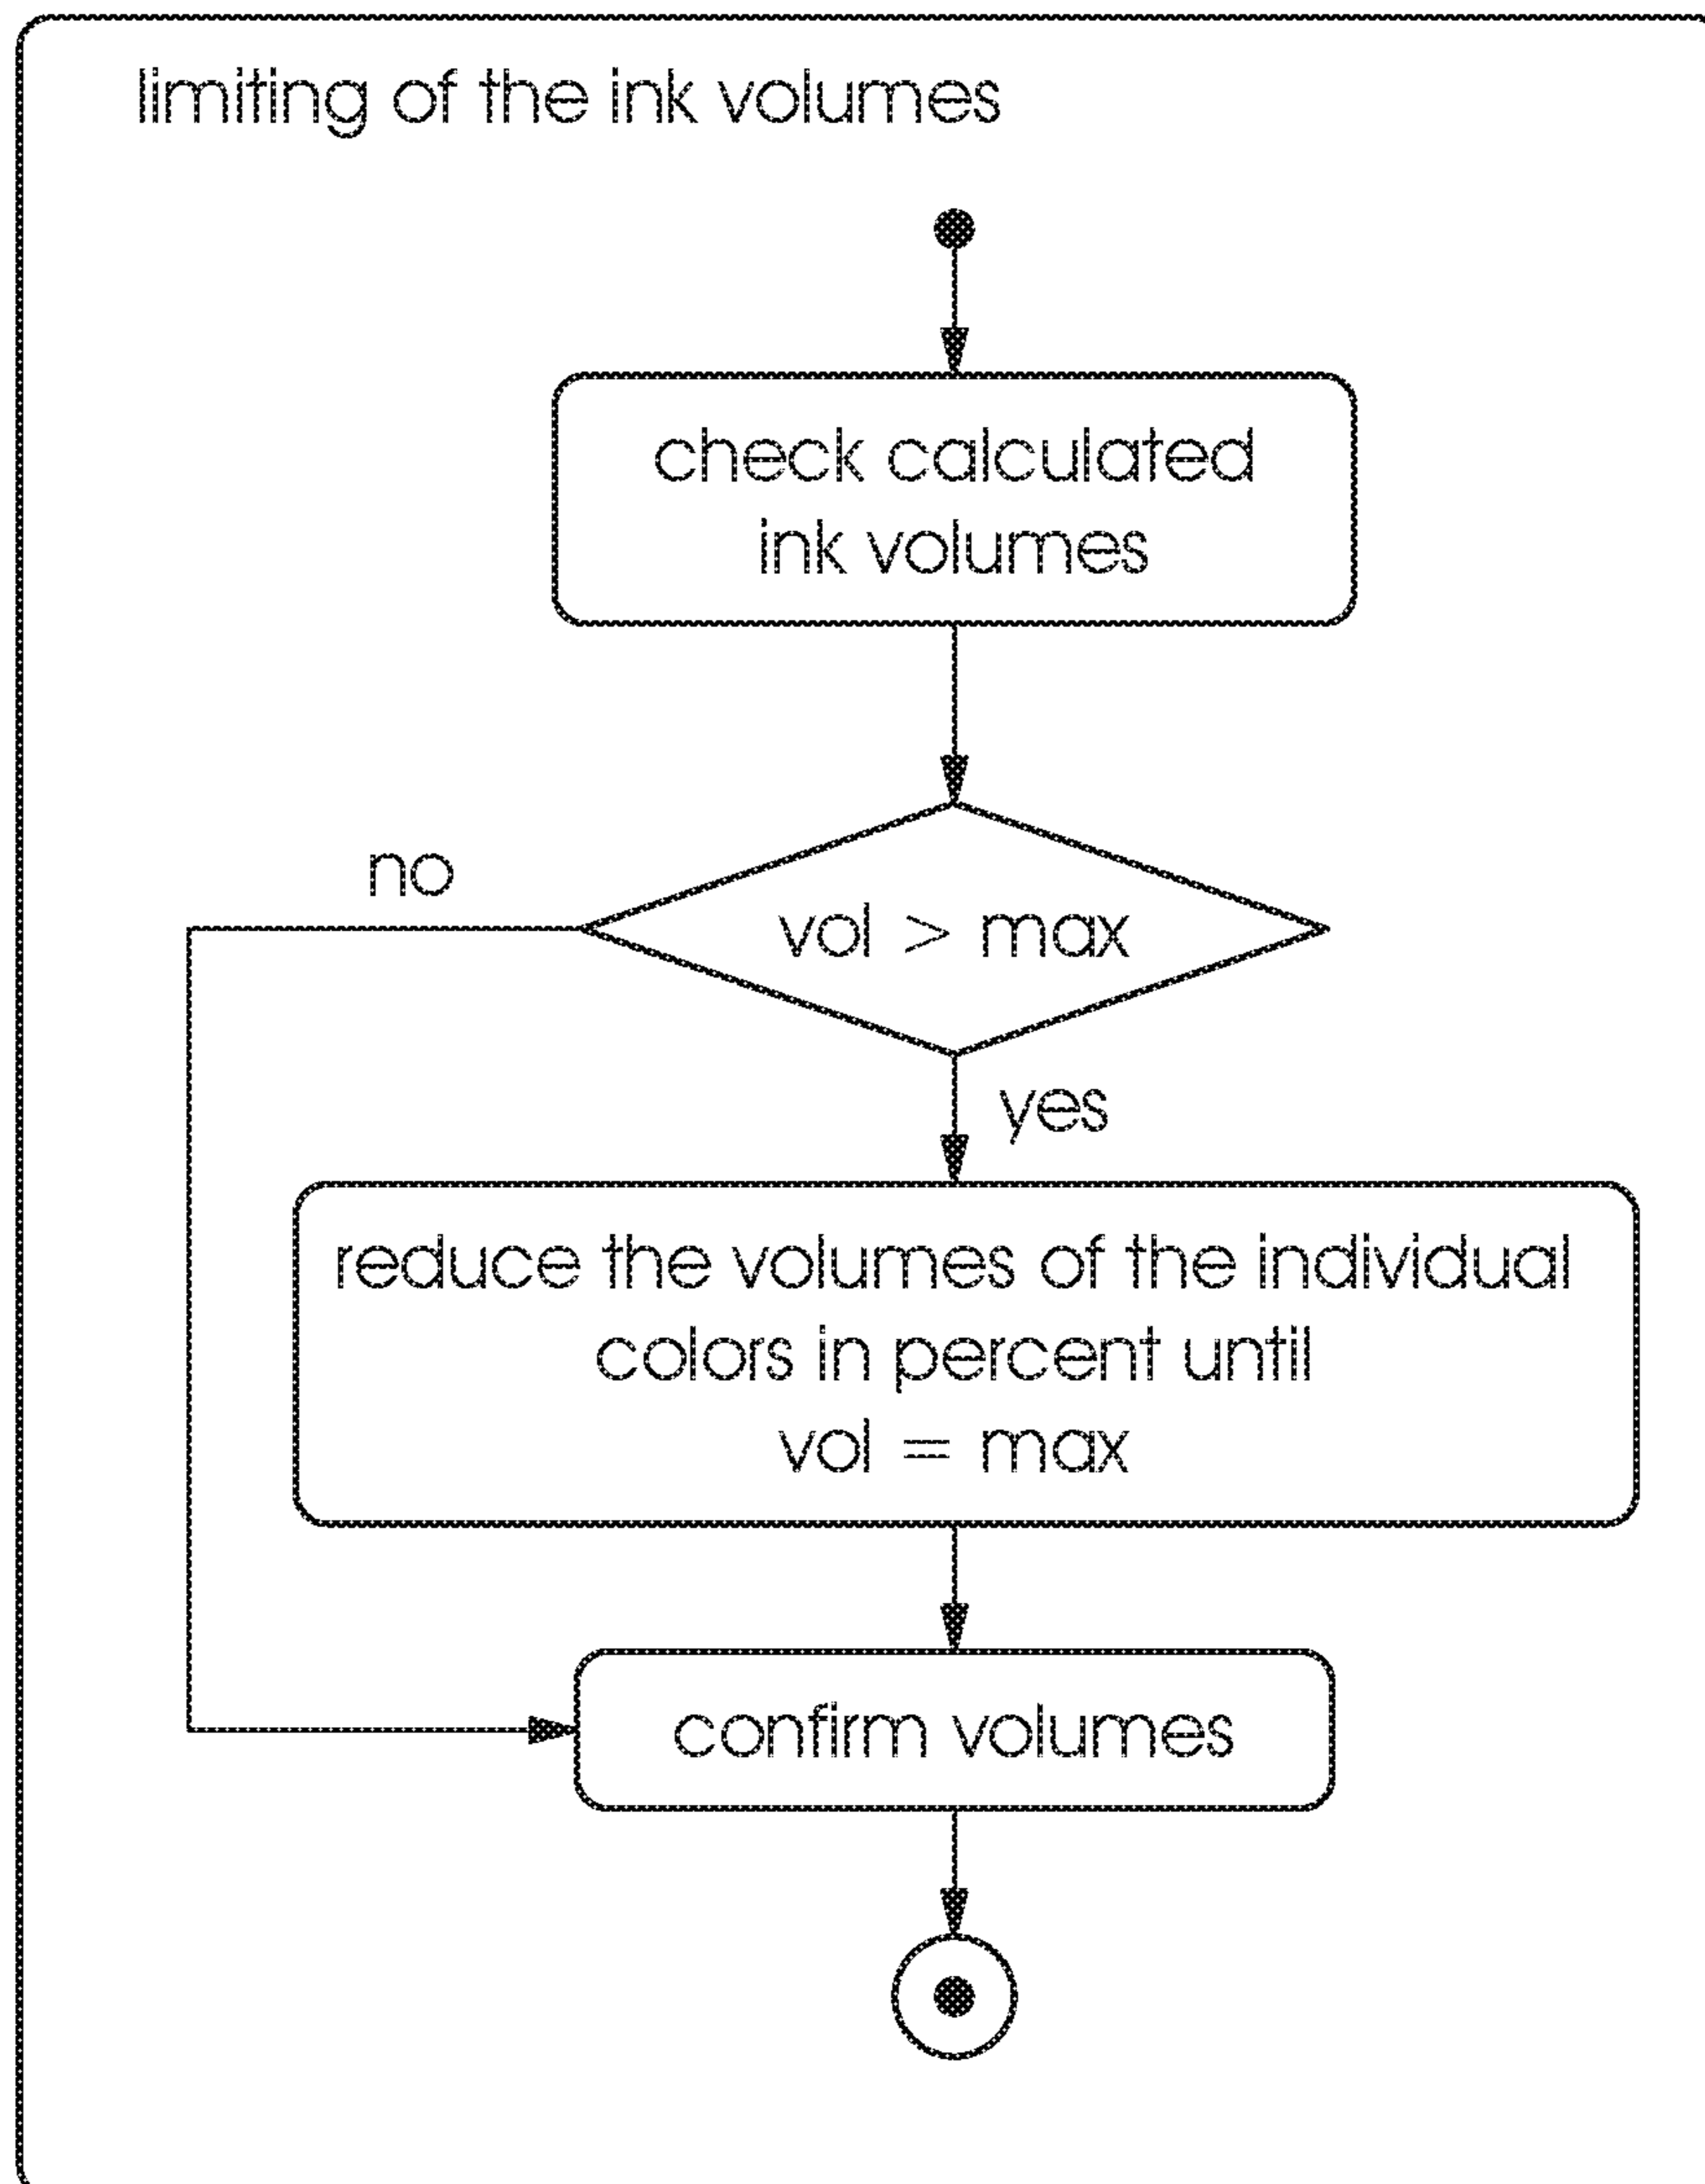 limiting of the ink volumes
check calculated
ink volumes
no
vol > max
yes
reduce the volumes of the individual
colors in percent until
vol = max
confirm volumes